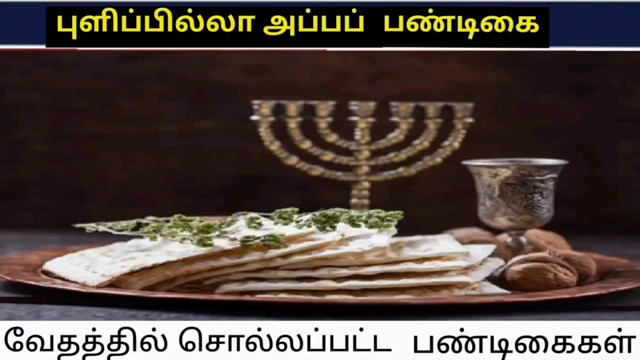 புளிப்பில்லா அப்பப் பண்டிகை
வேதத்தில் சொல்லப்பட்ட பண்டிகைகள்